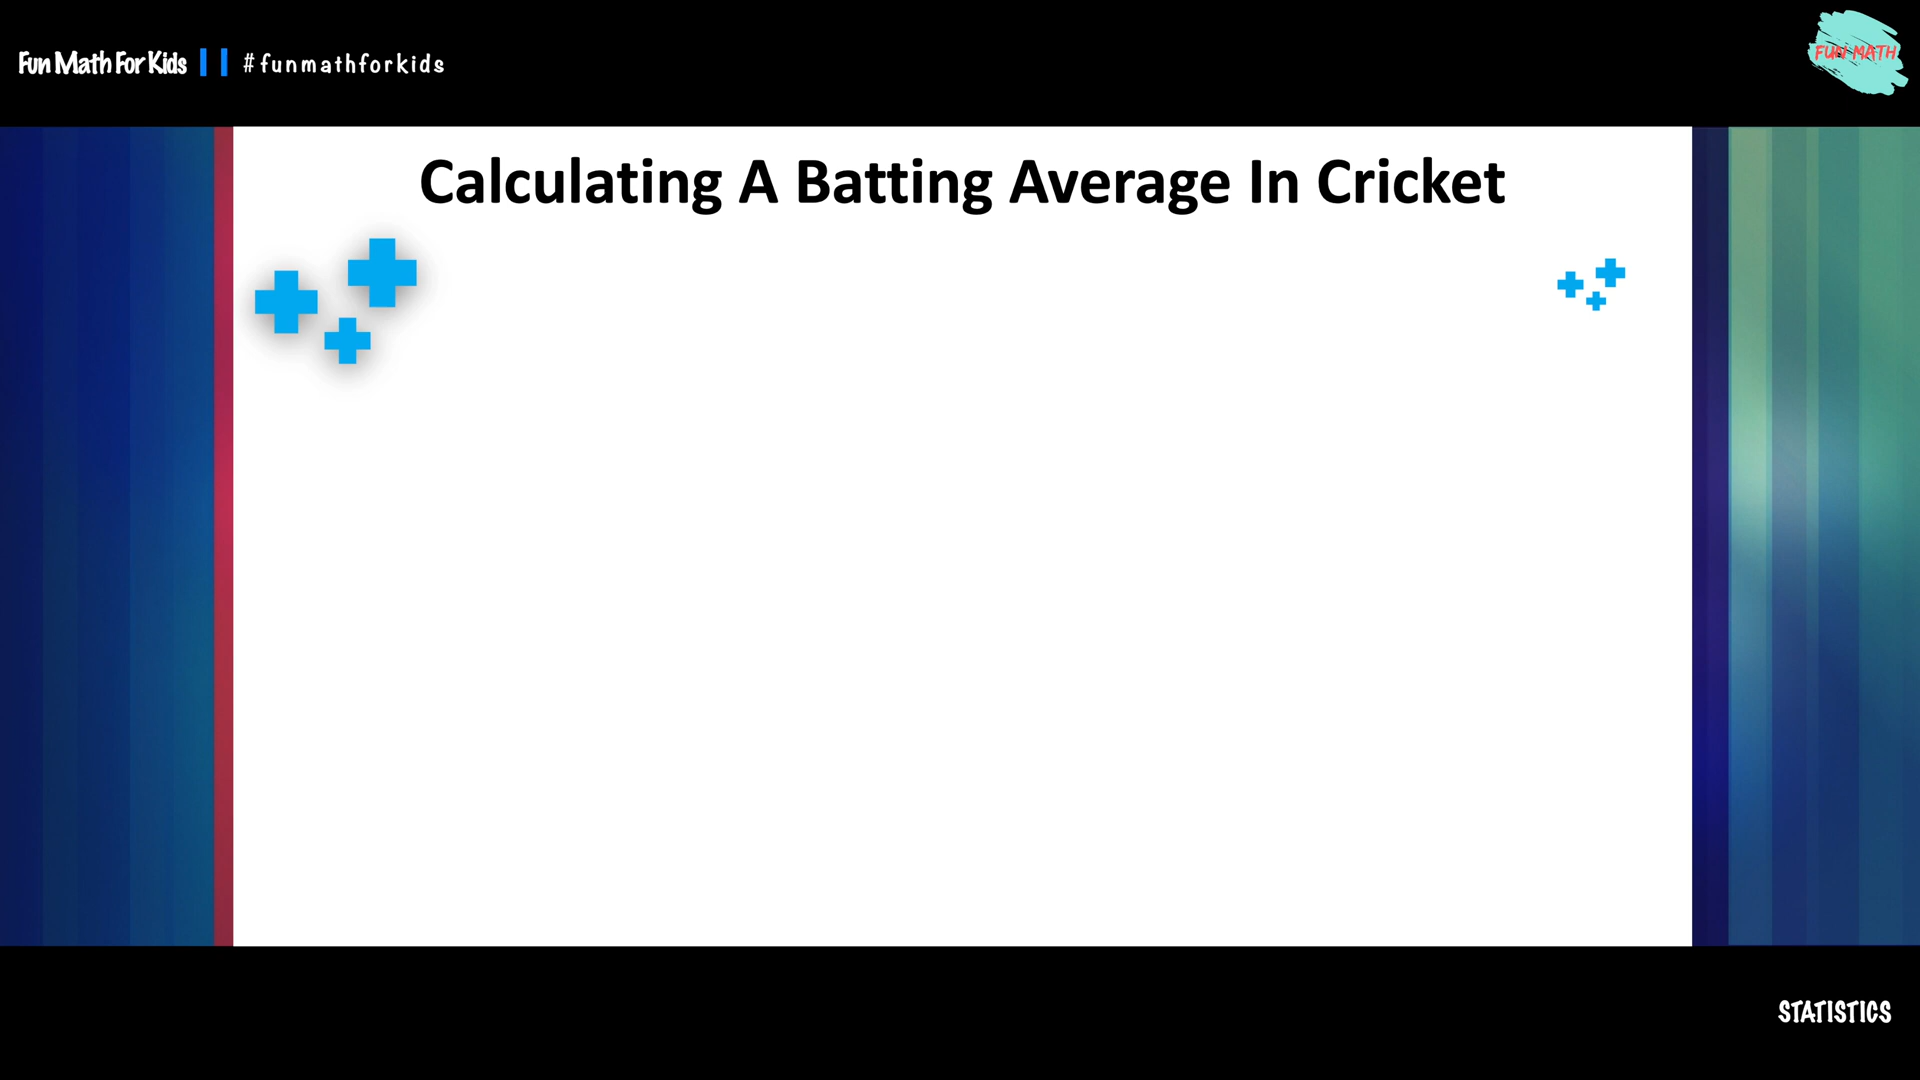 Fun Math For Kids || #funmathforkids
FUN MATH
Calculating A Batting Average In Cricket
STATISTICS